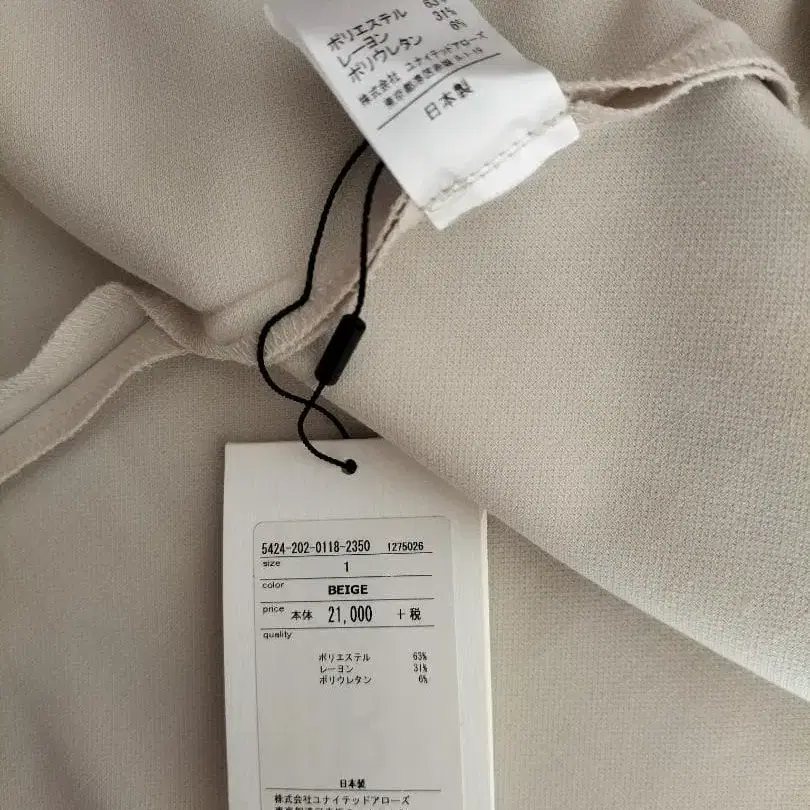 ポリエステル 63%
レーヨン 31%
ポリウレタン 6%
株式会社 ユナイテッドアローズ
日本製
5424-202-0118-2350 1275026
size 1
color BEIGE
price 本体 21,000 +税
quality
ポリエステル 63%
レーヨン 31%
ポリウレタン 6%
日本製
株式会社ユナイテッドアローズ